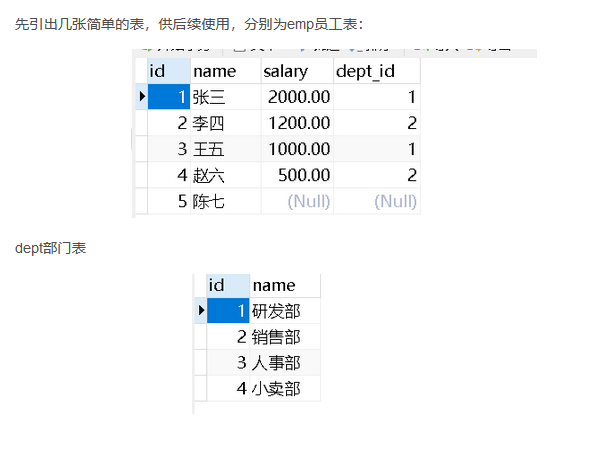 先引出几张简单的表，供后续使用，分别为emp员工表：
id name salary dept_id
1 张三 2000.00 1
2 李四 1200.00 2
3 王五 1000.00 1
4 赵六 500.00 2
5 陈七 (Null) (Null)
dept部门表
id name
1 研发部
2 销售部
3 人事部
4 小卖部